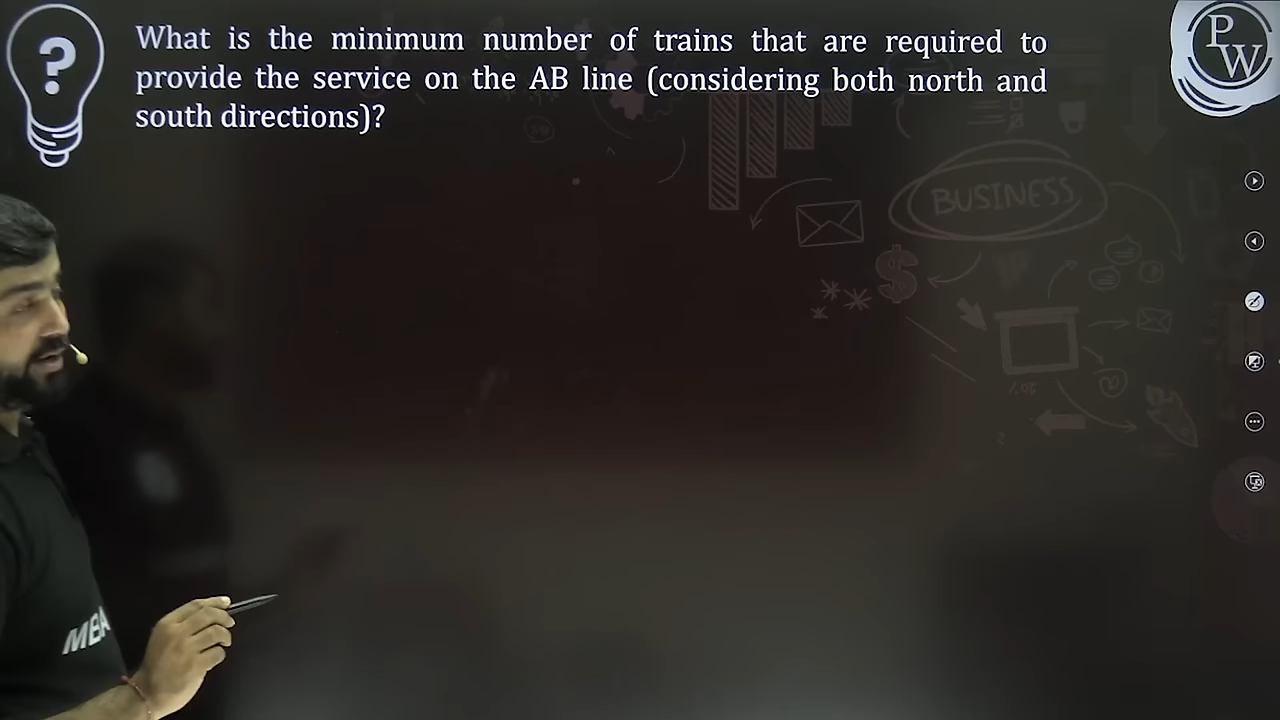 What is the minimum number of trains that are required to
provide the service on the AB line (considering both north and
south directions)?
?
P
W
BUSINESS
$
@
MBA